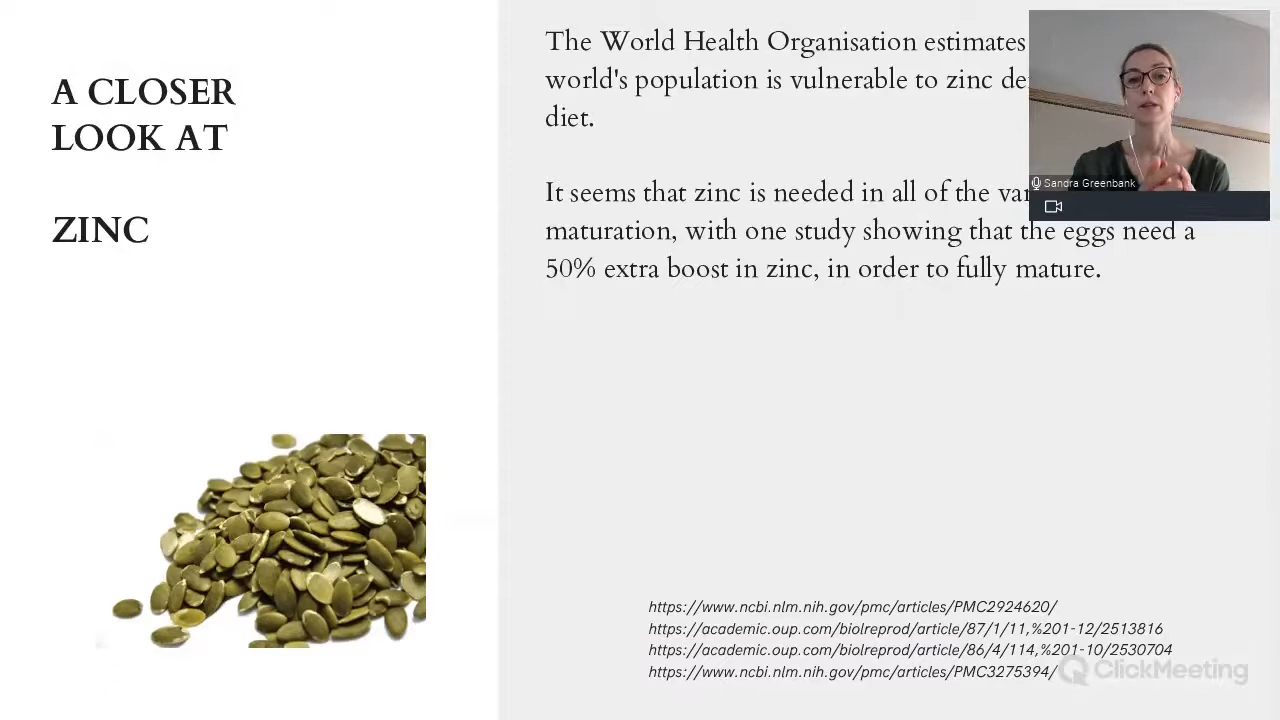 A CLOSER
LOOK AT
ZINC
The World Health Organisation estimates
world's population is vulnerable to zinc
diet.
It seems that zinc is needed in all of the
maturation, with one study showing that the eggs need a
50% extra boost in zinc, in order to fully mature.
Sandra Greenbank
https://www.ncbi.nlm.nih.gov/pmc/articles/PMC2924620/
https://academic.oup.com/biolreprod/article/87/1/11,%201-12/2513816
https://academic.oup.com/biolreprod/article/86/4/114,%201-10/2530704
https://www.ncbi.nlm.nih.gov/pmc/articles/PMC3275394/
ClickMeeting